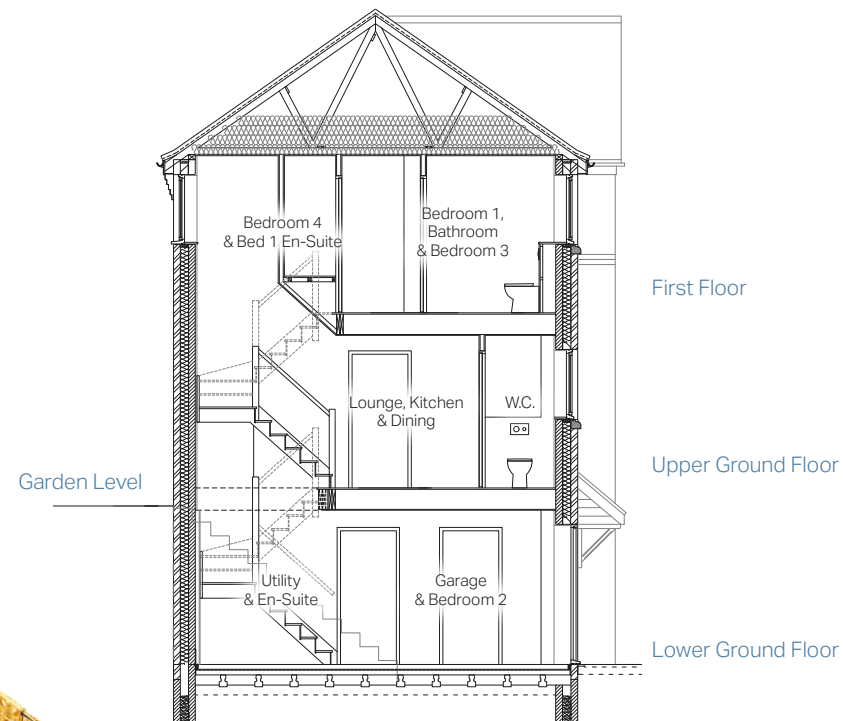 Bedroom 4
& Bed 1 En-Suite
Bedroom 1,
Bathroom
& Bedroom 3
First Floor
Lounge, Kitchen
& Dining
W.C.
Upper Ground Floor
Garden Level
Utility
& En-Suite
Garage
& Bedroom 2
Lower Ground Floor